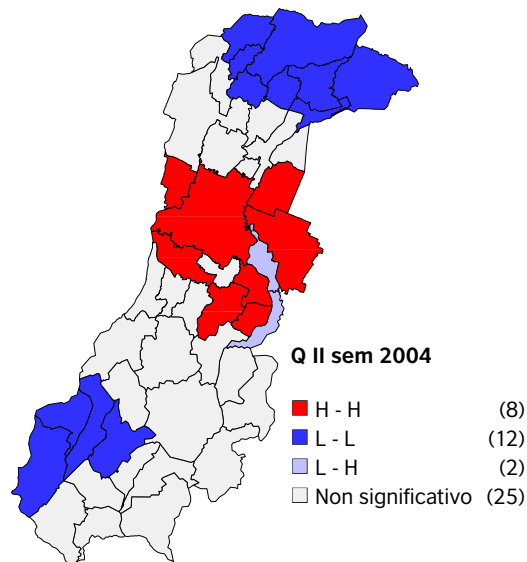 Q II sem 2004
H - H (8)
L - L (12)
L - H (2)
Non significativo (25)